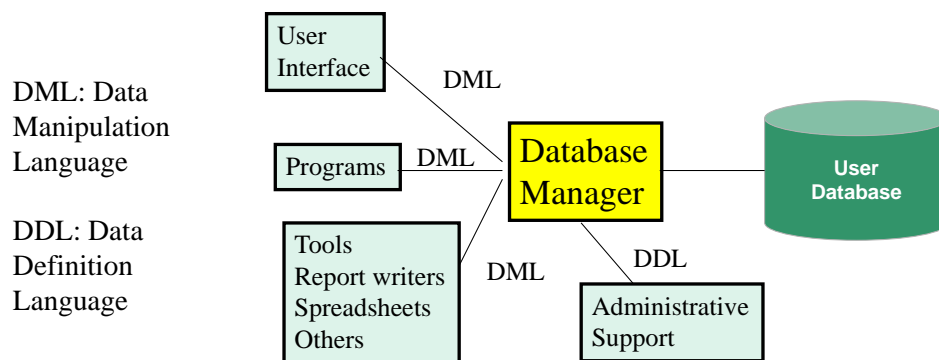 DML: Data
Manipulation
Language
DDL: Data
Definition
Language
User
Interface
DML
Programs
DML
Tools
Report writers
Spreadsheets
Others
DML
Database
Manager
DDL
Administrative
Support
User
Database